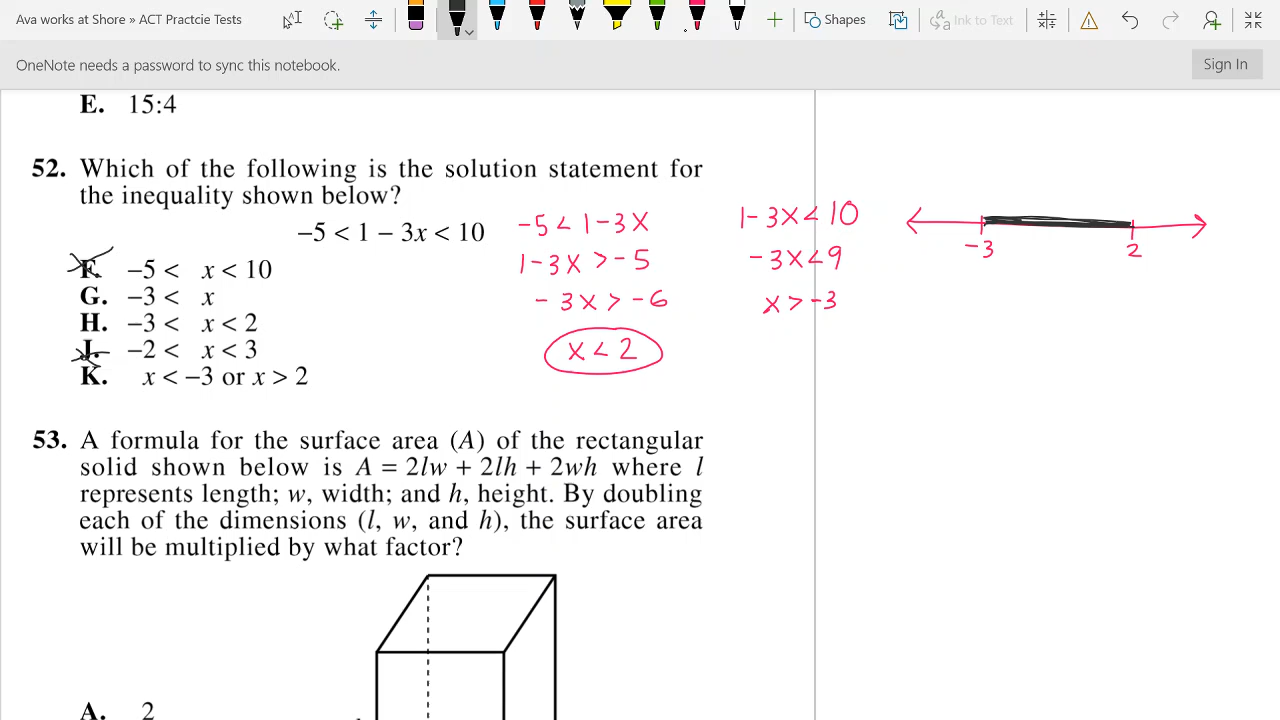 Ava works at Shore » ACT Practcie Tests
Shapes
Ink to Text
OneNote needs a password to sync this notebook.
Sign In
E. 15:4
52. Which of the following is the solution statement for
the inequality shown below?
−5 < 1 − 3x < 10
F. −5 < x < 10
G. −3 < x
H. −3 < x < 2
J. −2 < x < 3
K. x < −3 or x > 2
-5 < 1-3x
1-3x > -5
-3x > -6
x < 2
1-3x < 10
-3x < 9
x > -3
-3 2
53. A formula for the surface area (A) of the rectangular
solid shown below is A = 2lw + 2lh + 2wh where l
represents length; w, width; and h, height. By doubling
each of the dimensions (l, w, and h), the surface area
will be multiplied by what factor?
A. 2